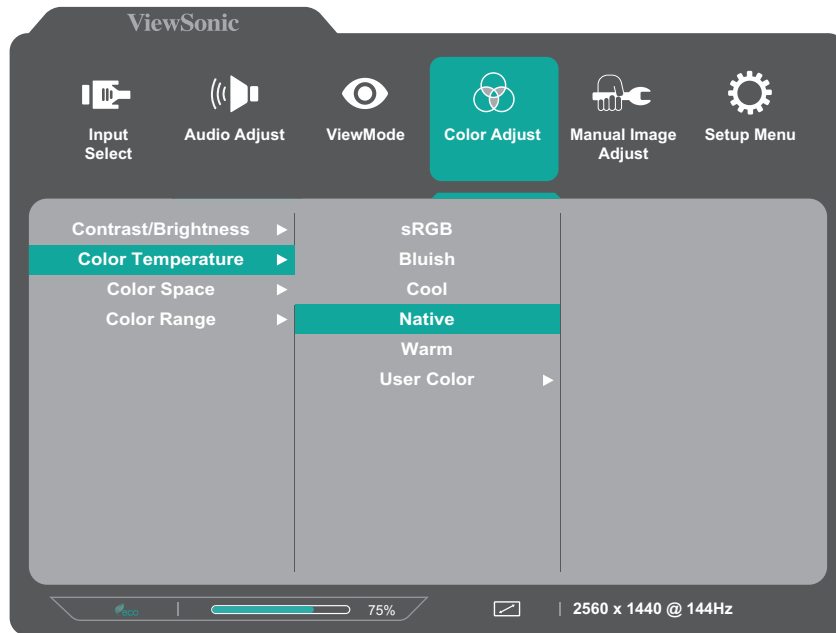 ViewSonic
Input
Select
Audio Adjust
ViewMode
Color Adjust
Manual Image
Adjust
Setup Menu
Contrast/Brightness
Color Temperature
Color Space
Color Range
sRGB
Bluish
Cool
Native
Warm
User Color
eco
75%
2560 x 1440 @ 144Hz